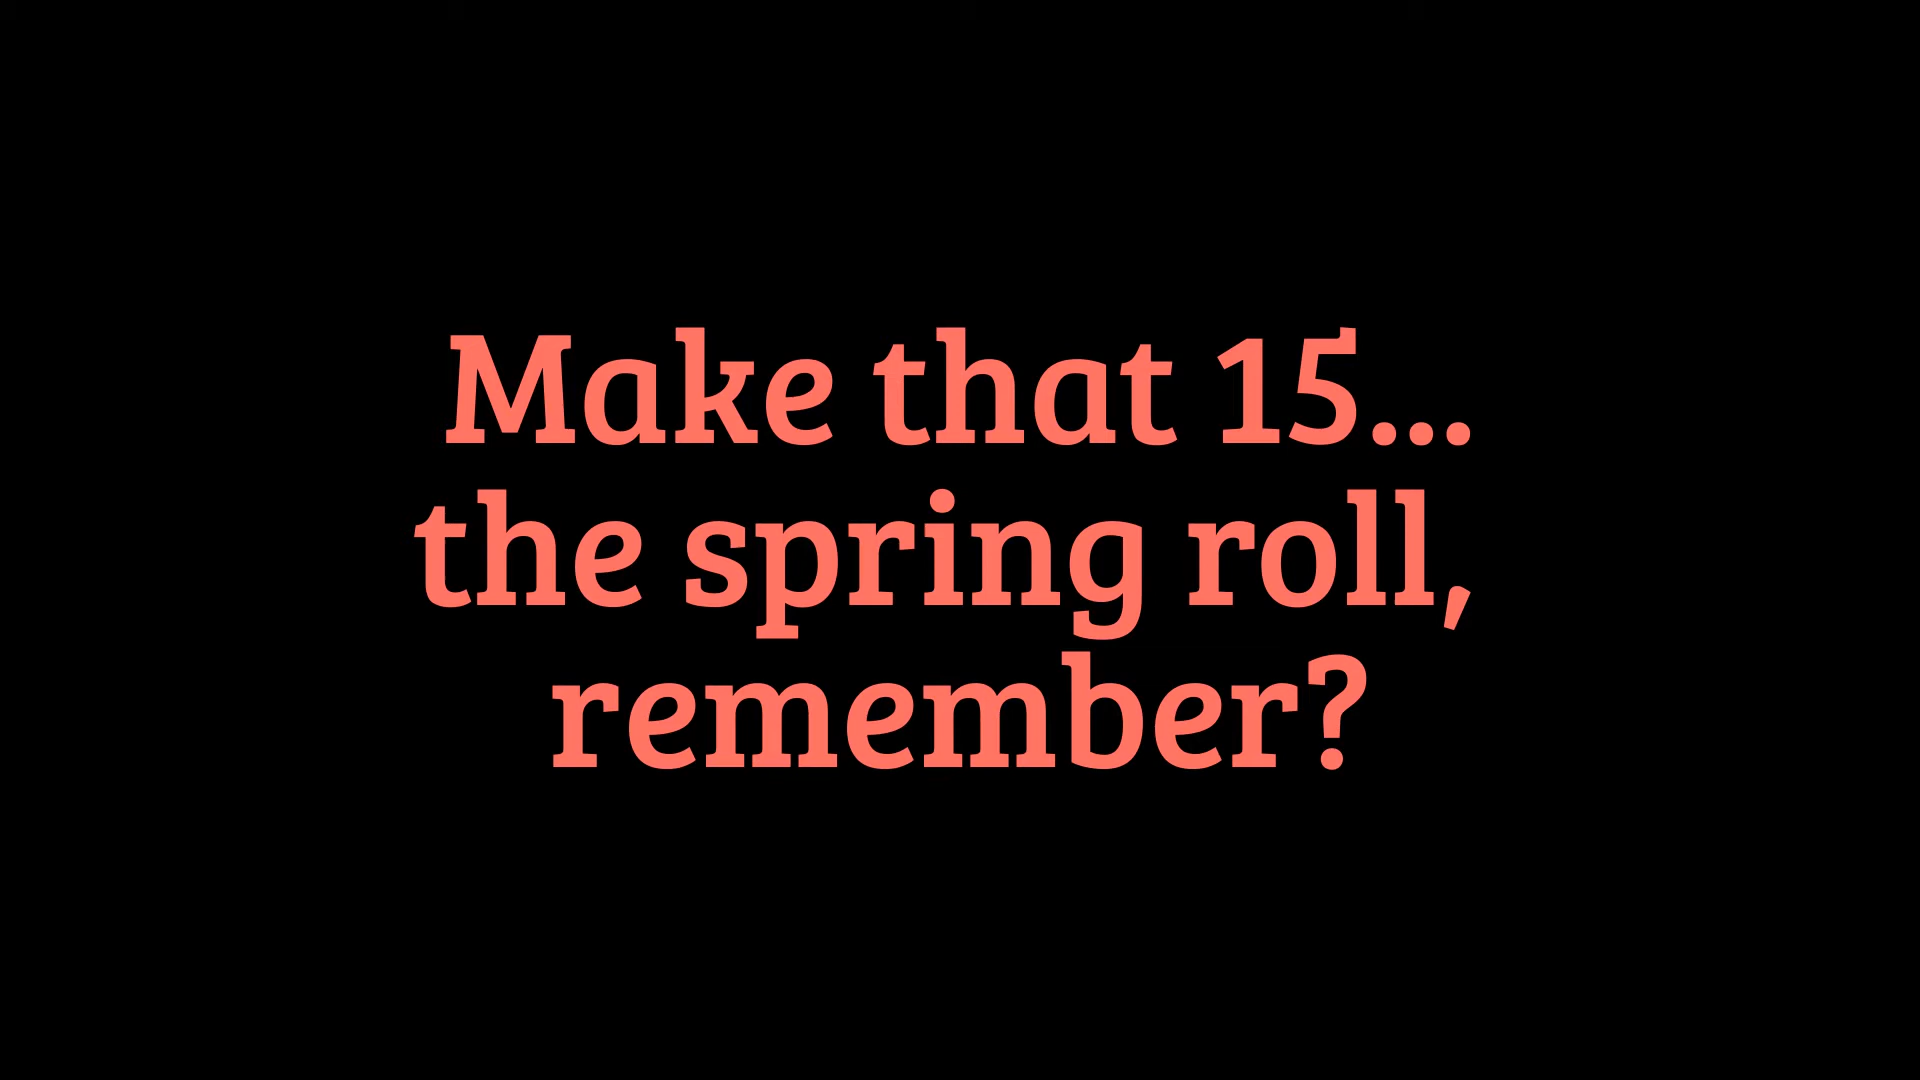 Make that 15...
the spring roll,
remember?